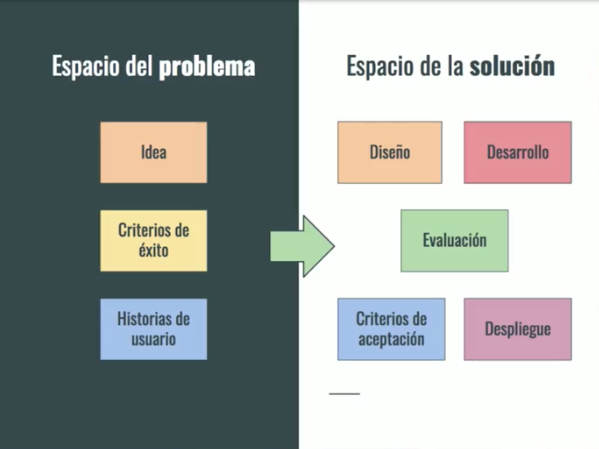 Espacio del problema
Idea
Criterios de
éxito
Historias de
usuario
Espacio de la solución
Diseño
Desarrollo
Evaluación
Criterios de
aceptación
Despliegue